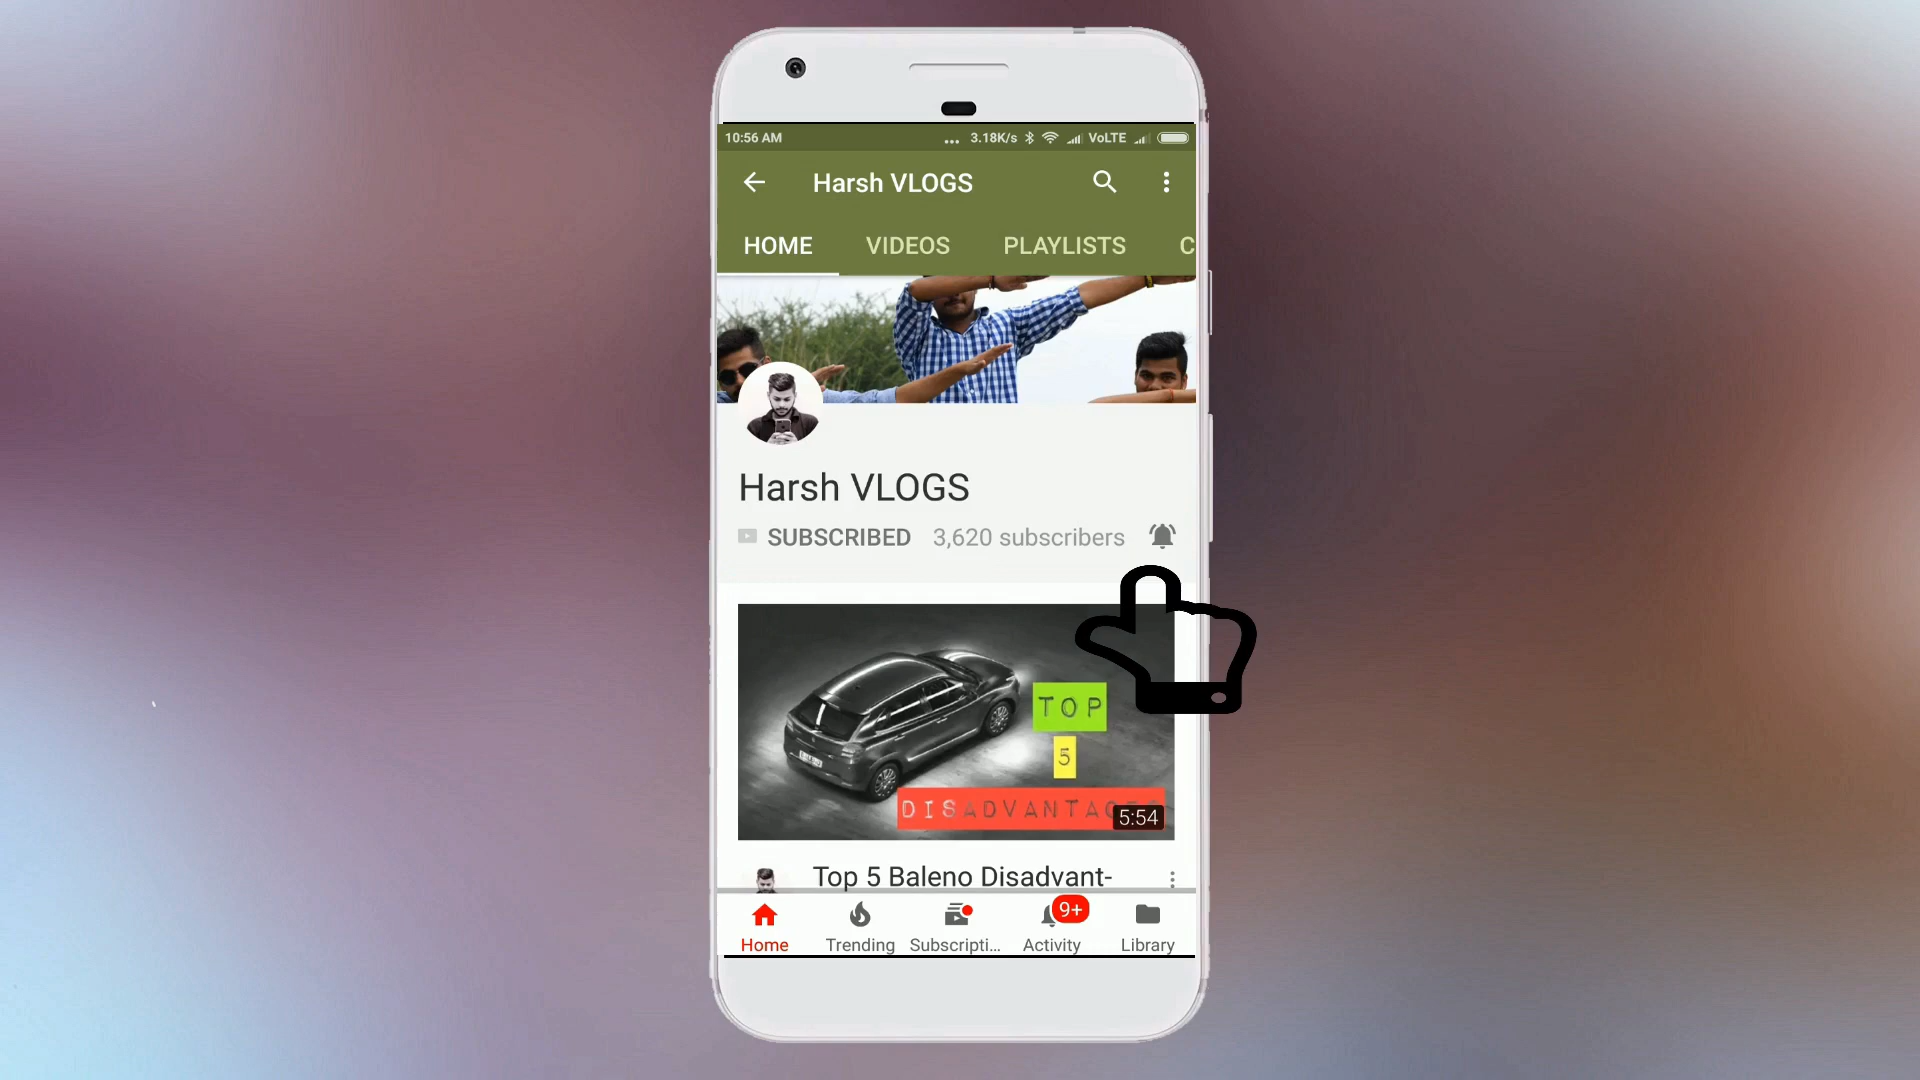 10:56 AM ... 3.18K/s VoLTE
Harsh VLOGS
HOME VIDEOS PLAYLISTS C
Harsh VLOGS
SUBSCRIBED 3,620 subscribers
TOP
5
DISADVANTAGES
5:54
Top 5 Baleno Disadvant-
9+
Home Trending Subscripti... Activity Library